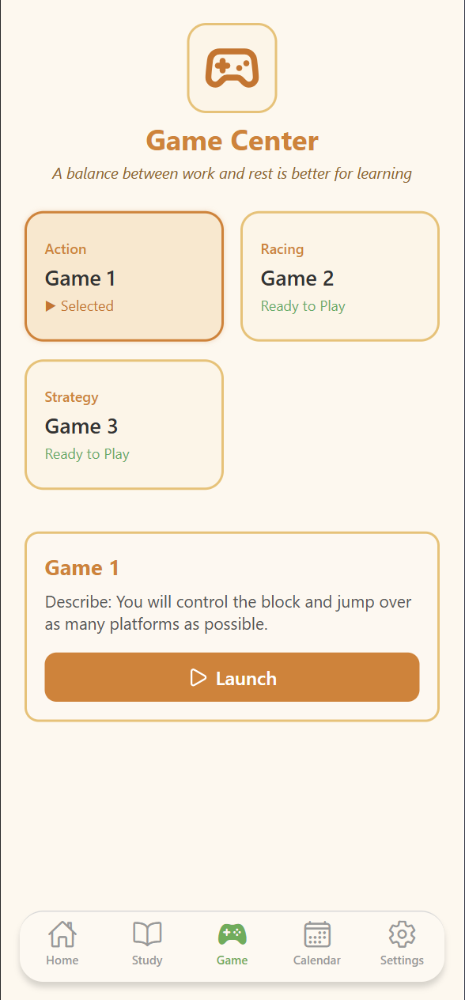 Game Center
A balance between work and rest is better for learning
Action
Game 1
▶ Selected
Racing
Game 2
Ready to Play
Strategy
Game 3
Ready to Play
Game 1
Describe: You will control the block and jump over
as many platforms as possible.
Launch
Home
Study
Game
Calendar
Settings